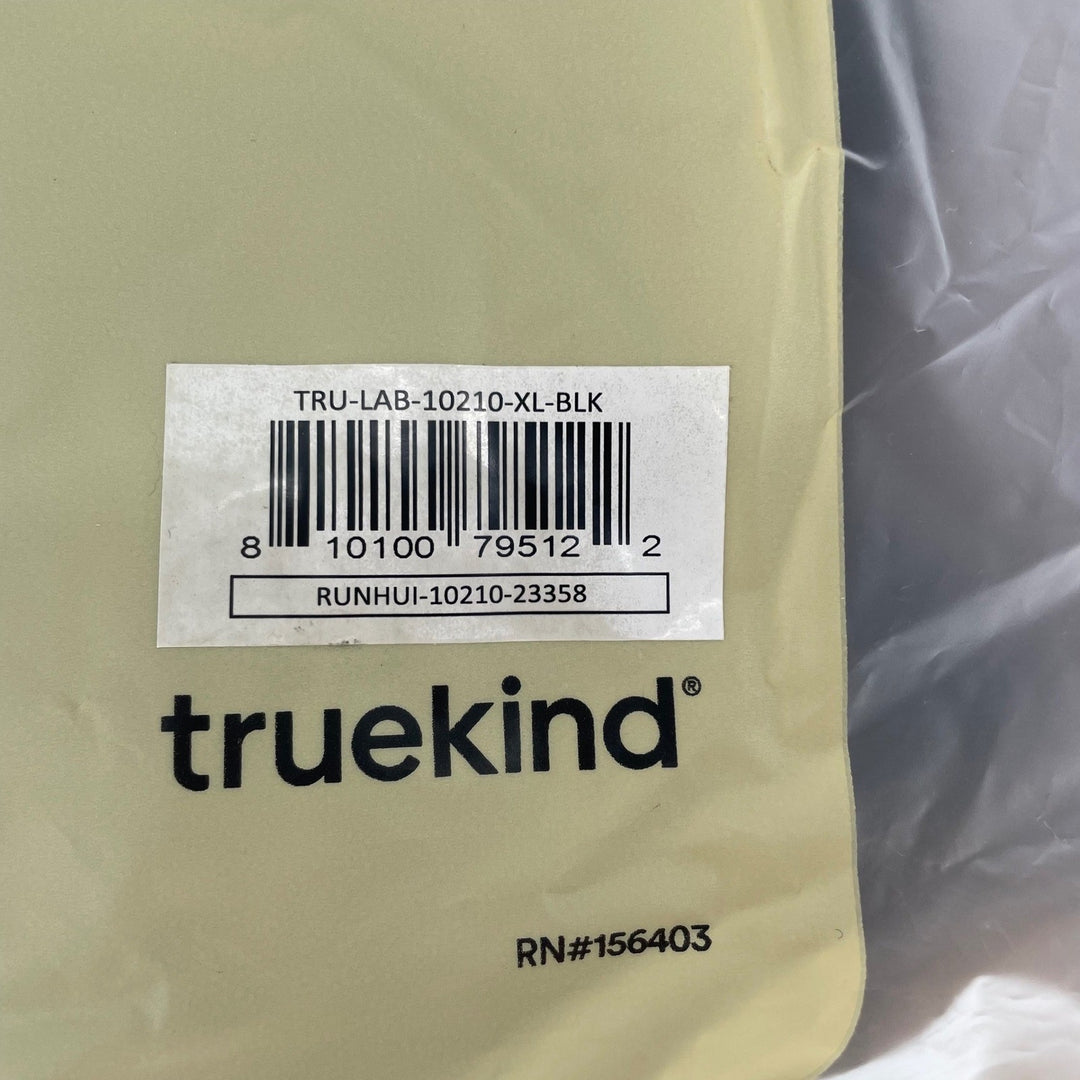 TRU-LAB-10210-XL-BLK
8 10100 79512 2
RUNHUI-10210-23358
truekind®
RN#156403